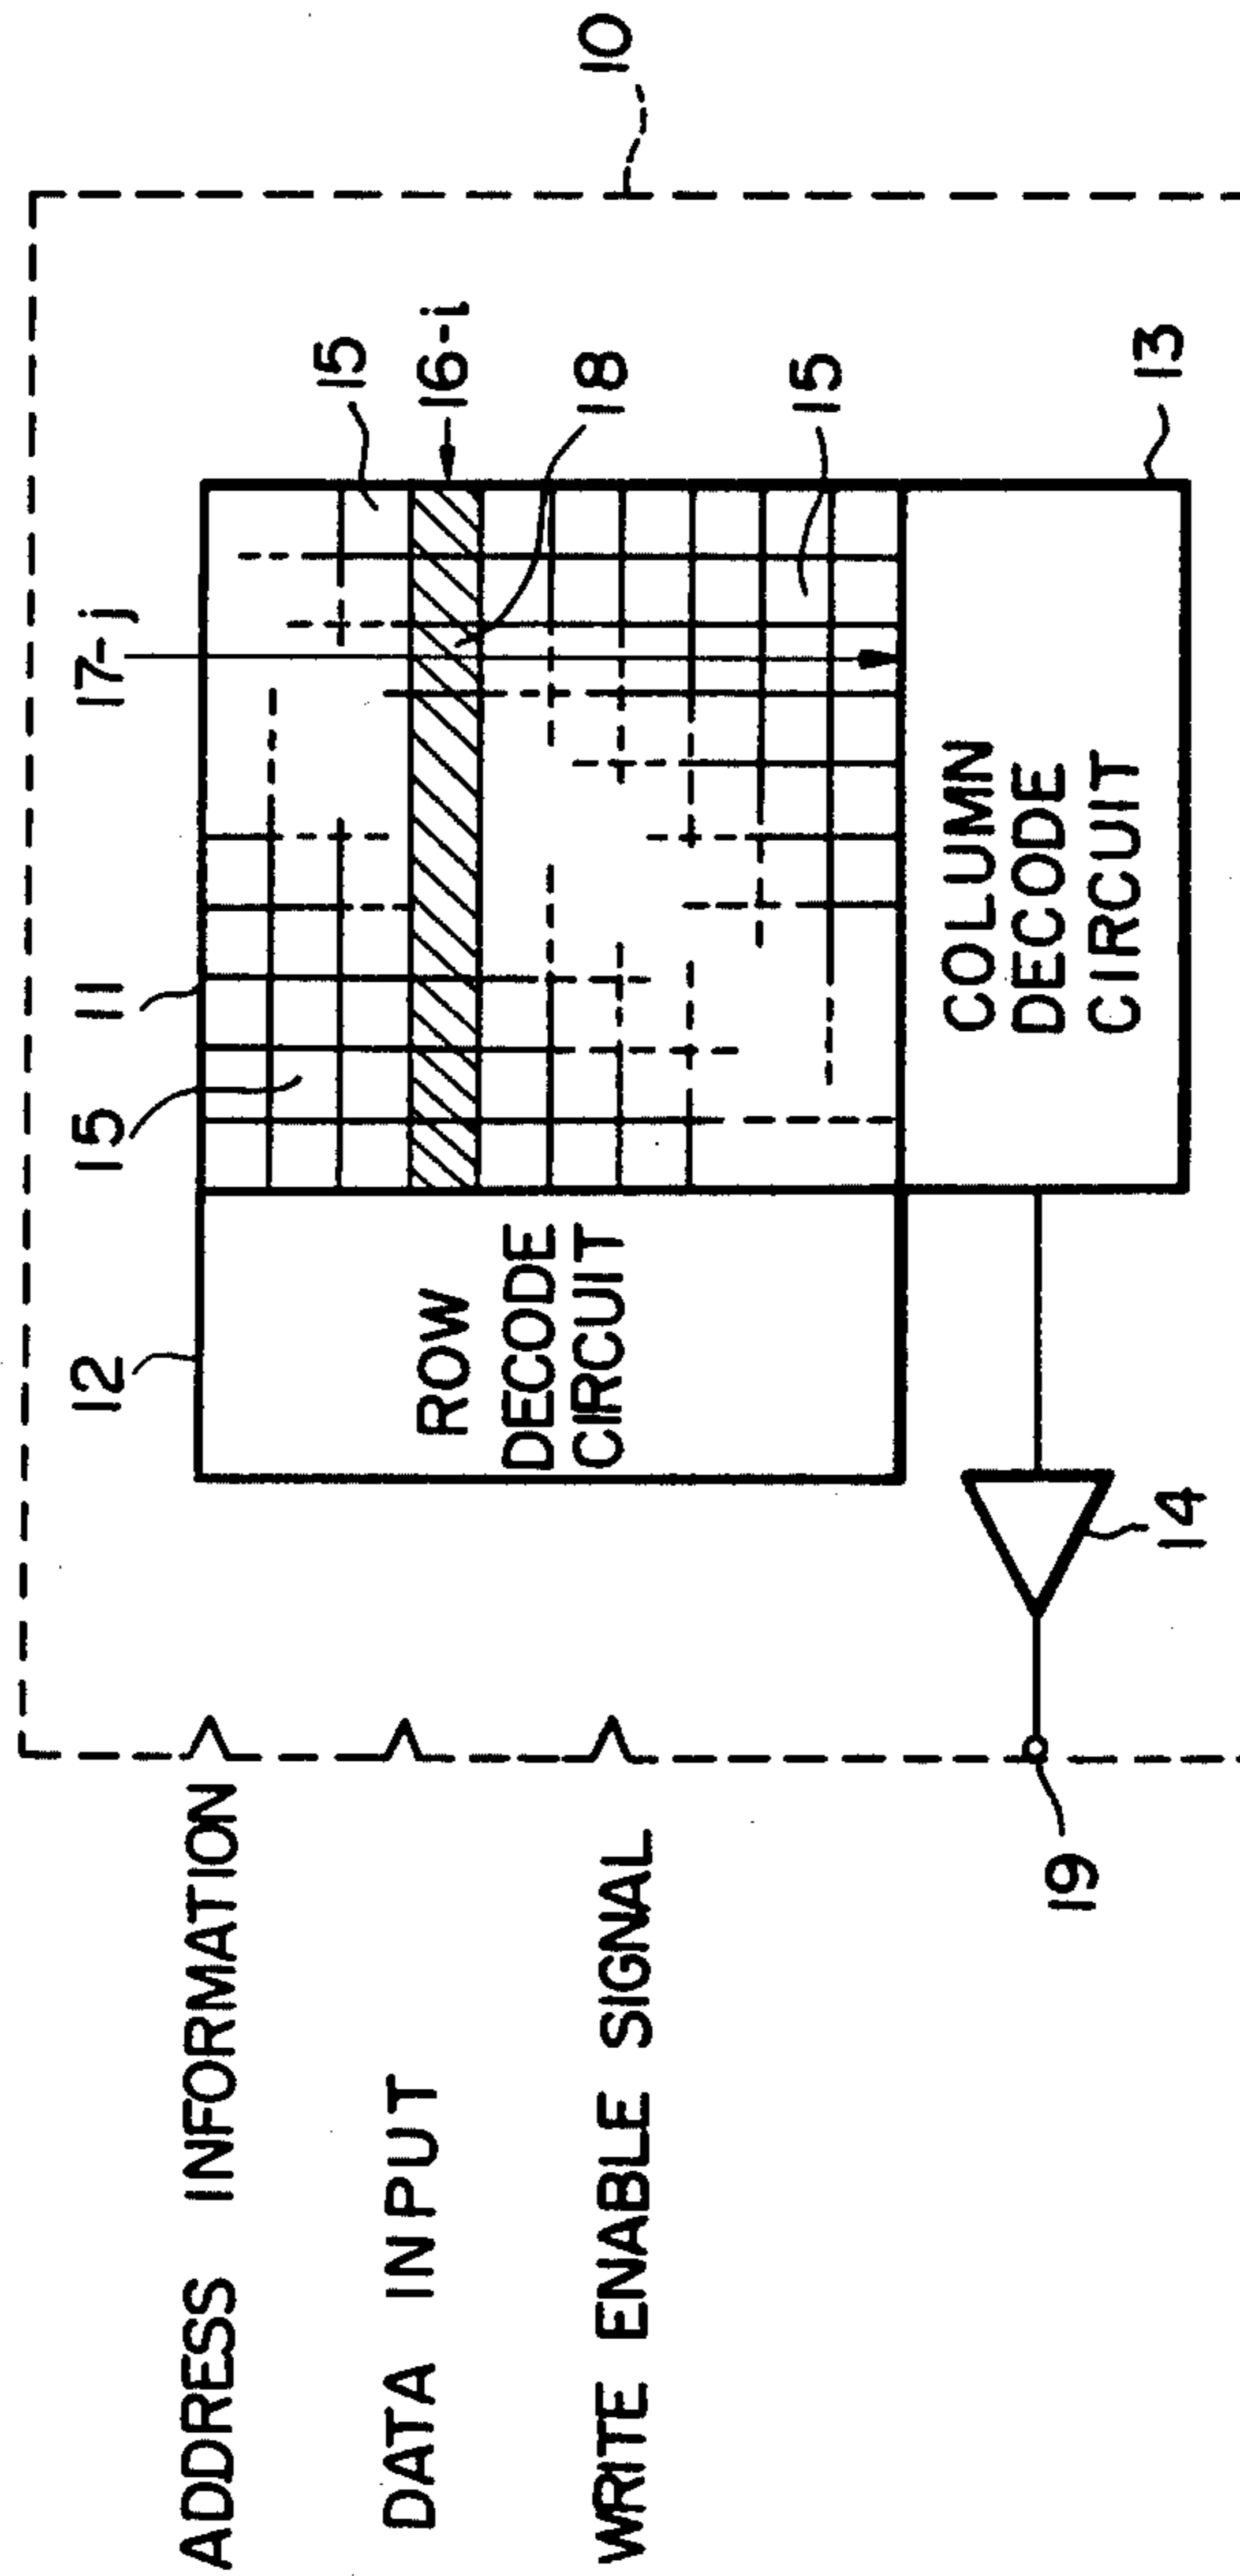 10
17-j
11
15
12
15
16-i
18
15
ROW
DECODE
CIRCUIT
COLUMN
DECODE
CIRCUIT
13
14
19
ADDRESS INFORMATION
DATA INPUT
WRITE ENABLE SIGNAL